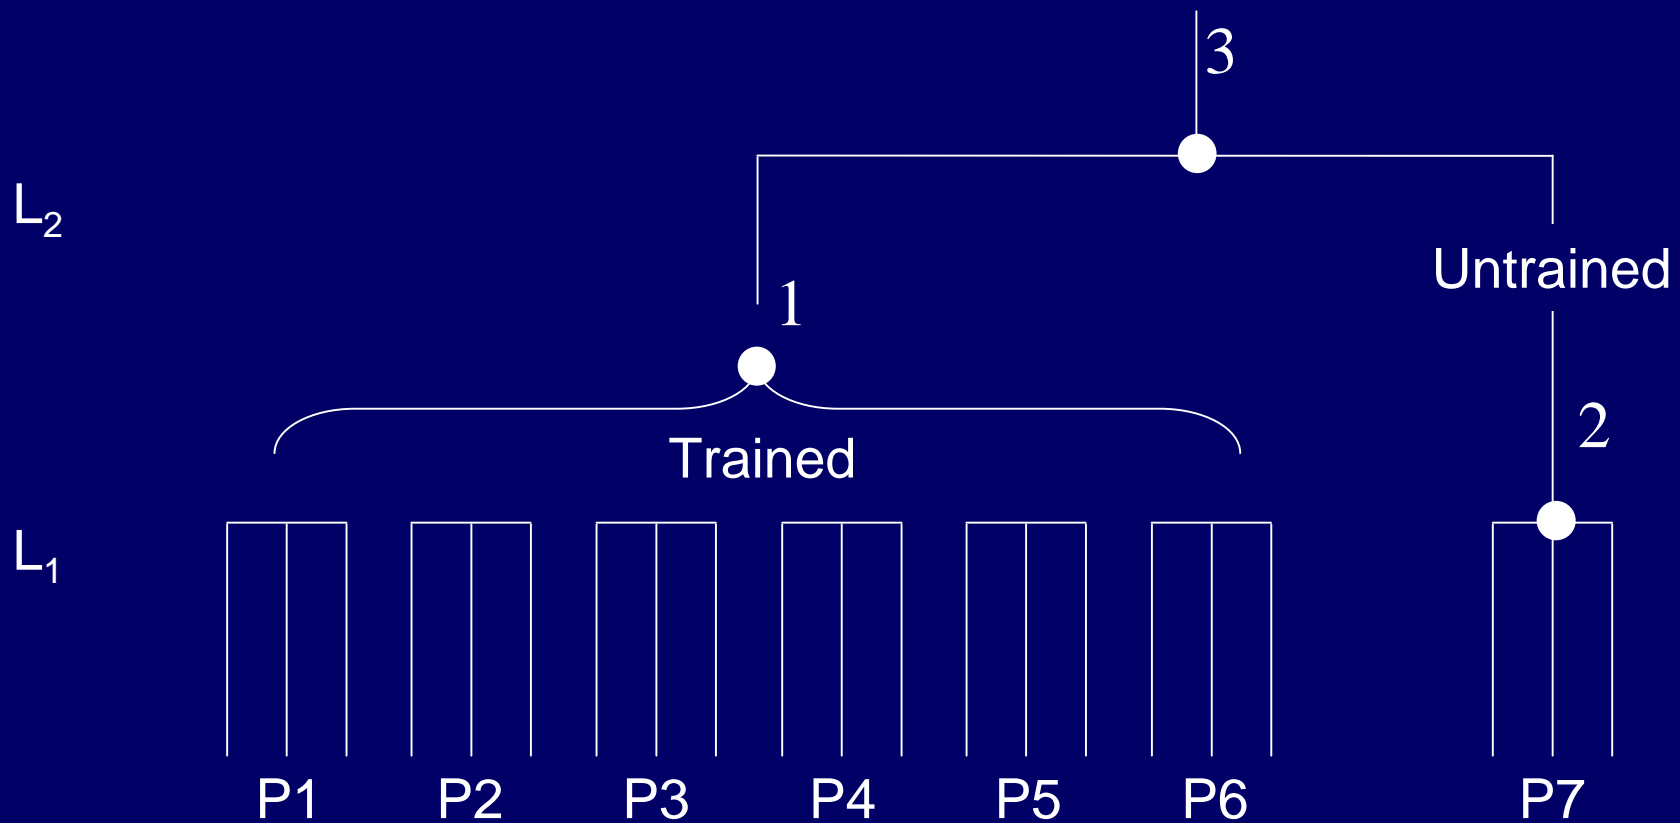 3
L₂
Untrained
1
2
Trained
L₁
P1 P2 P3 P4 P5 P6 P7